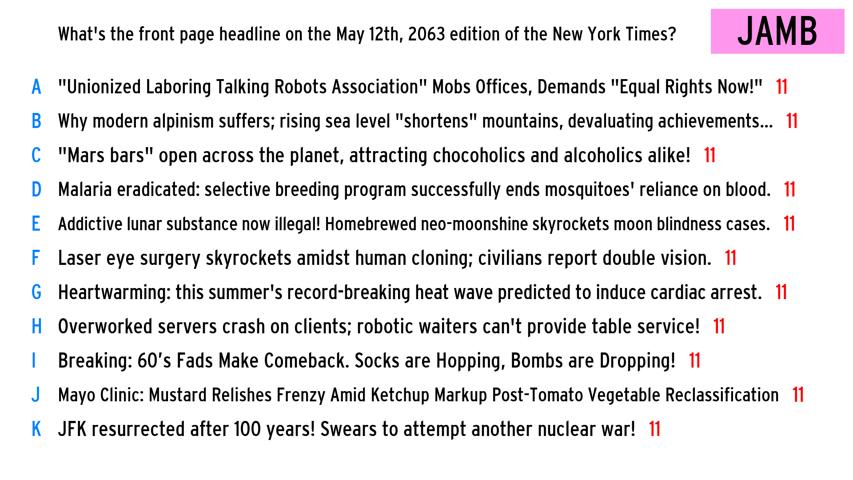 What's the front page headline on the May 12th, 2063 edition of the New York Times?
JAMB
A "Unionized Laboring Talking Robots Association" Mobs Offices, Demands "Equal Rights Now!" 11
B Why modern alpinism suffers; rising sea level "shortens" mountains, devaluating achievements... 11
C "Mars bars" open across the planet, attracting chocoholics and alcoholics alike! 11
D Malaria eradicated: selective breeding program successfully ends mosquitoes' reliance on blood. 11
E Addictive lunar substance now illegal! Homebrewed neo-moonshine skyrockets moon blindness cases. 11
F Laser eye surgery skyrockets amidst human cloning; civilians report double vision. 11
G Heartwarming: this summer's record-breaking heat wave predicted to induce cardiac arrest. 11
H Overworked servers crash on clients; robotic waiters can't provide table service! 11
I Breaking: 60’s Fads Make Comeback. Socks are Hopping, Bombs are Dropping! 11
J Mayo Clinic: Mustard Relishes Frenzy Amid Ketchup Markup Post-Tomato Vegetable Reclassification 11
K JFK resurrected after 100 years! Swears to attempt another nuclear war! 11